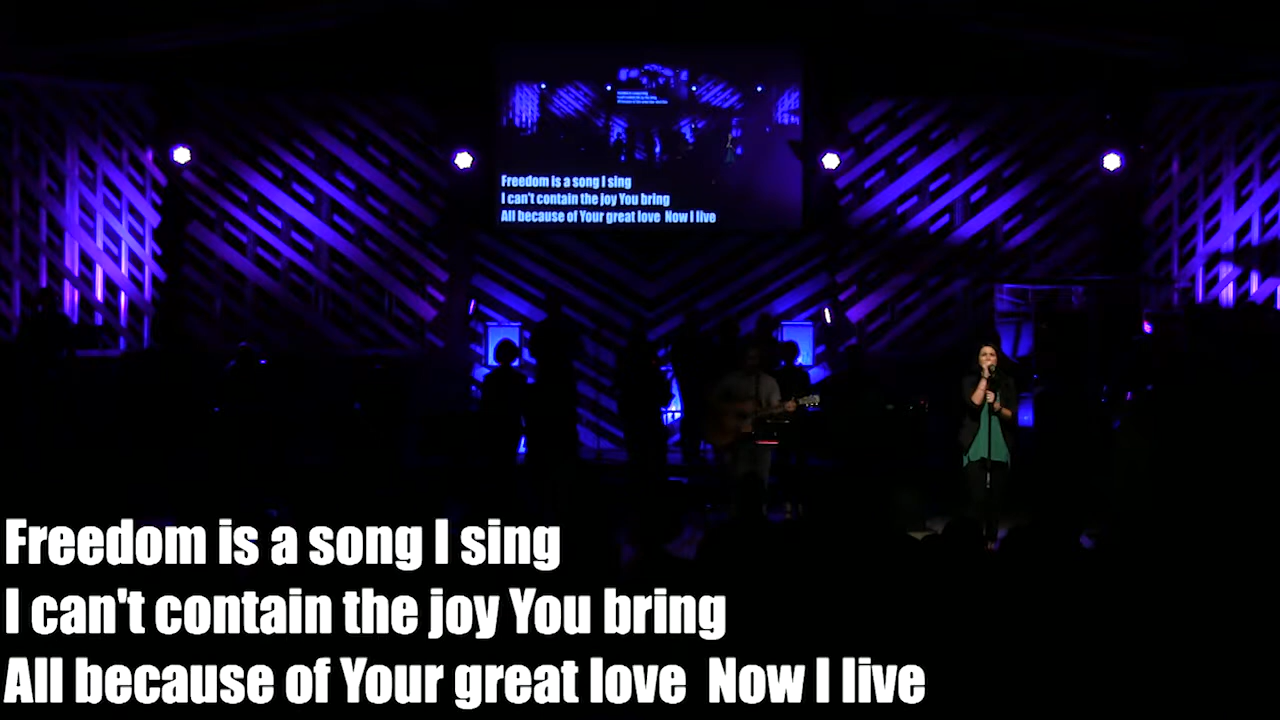 Freedom is a song I sing
I can't contain the joy You bring
All because of Your great love Now I live
Freedom is a song I sing
I can't contain the joy You bring
All because of Your great love  Now I live